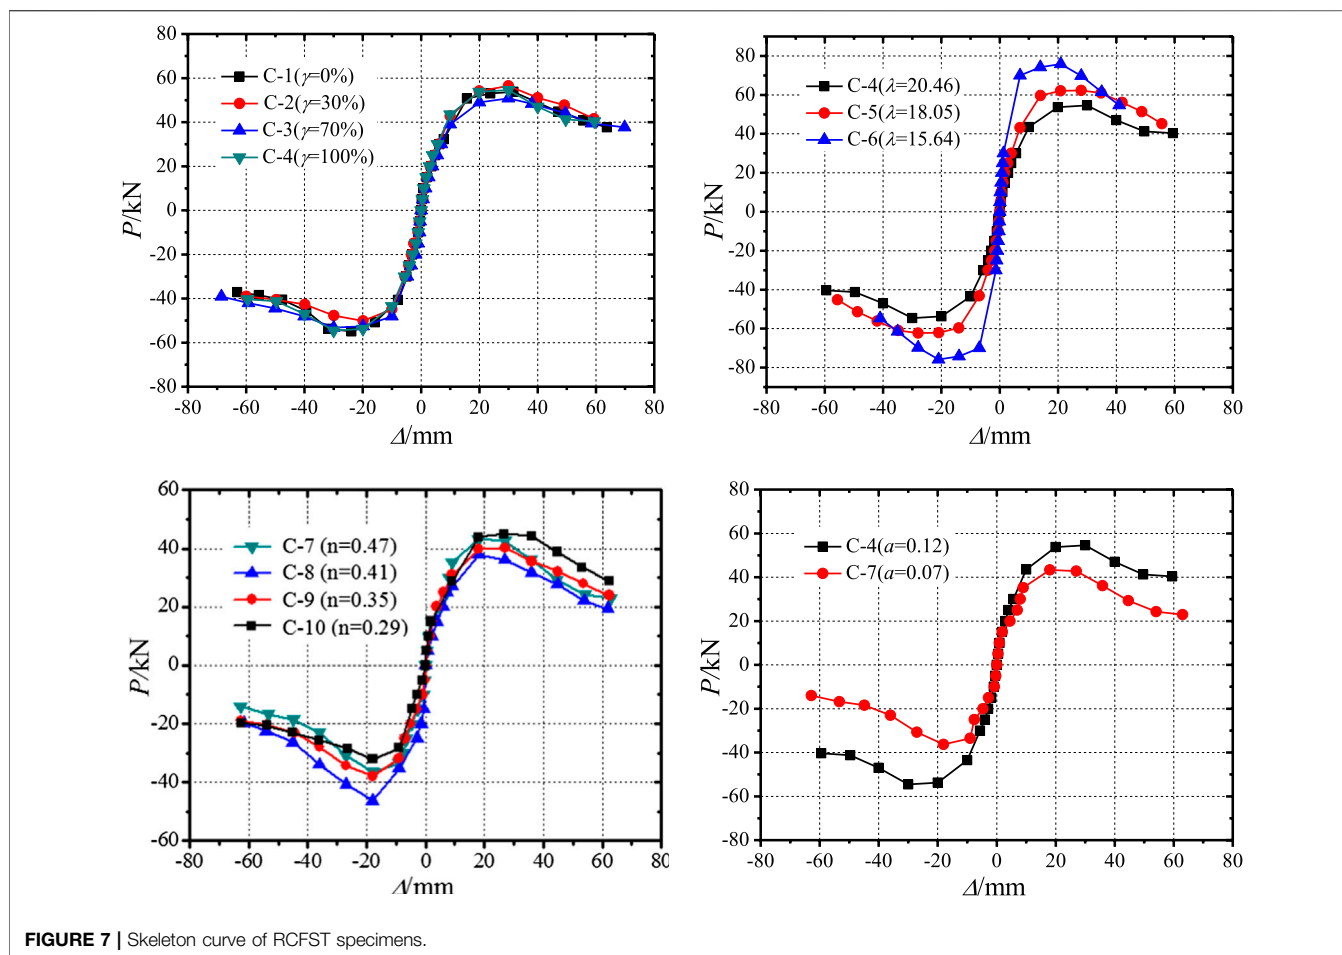 C-1(γ=0%)
C-2(γ=30%)
C-3(γ=70%)
C-4(γ=100%)
P/kN
80
60
40
20
0
-20
-40
-60
-80
-80 -60 -40 -20 0 20 40 60 80
Δ/mm
C-4(λ=20.46)
C-5(λ=18.05)
C-6(λ=15.64)
P/kN
80
60
40
20
0
-20
-40
-60
-80
-80 -60 -40 -20 0 20 40 60 80
Δ/mm
C-7 (n=0.47)
C-8 (n=0.41)
C-9 (n=0.35)
C-10 (n=0.29)
P/kN
60
40
20
0
-20
-40
-60
-80 -60 -40 -20 0 20 40 60 80
Δ/mm
C-4(a=0.12)
C-7(a=0.07)
P/kN
80
60
40
20
0
-20
-40
-60
-80
-80 -60 -40 -20 0 20 40 60 80
Δ/mm
FIGURE 7 | Skeleton curve of RCFST specimens.